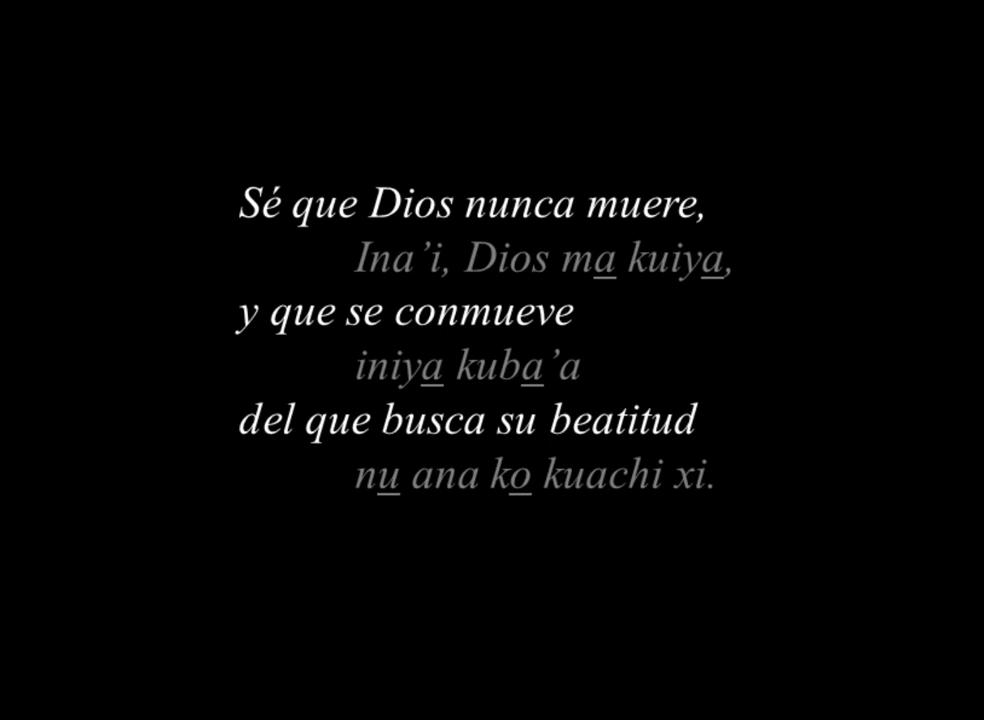 Sé que Dios nunca muere,
Ina’i, Dios ma̲ kuiya̲,
y que se conmueve
iniya̲ kuba̲’a
del que busca su beatitud
nu̲ ana ko̲ kuachi xi.